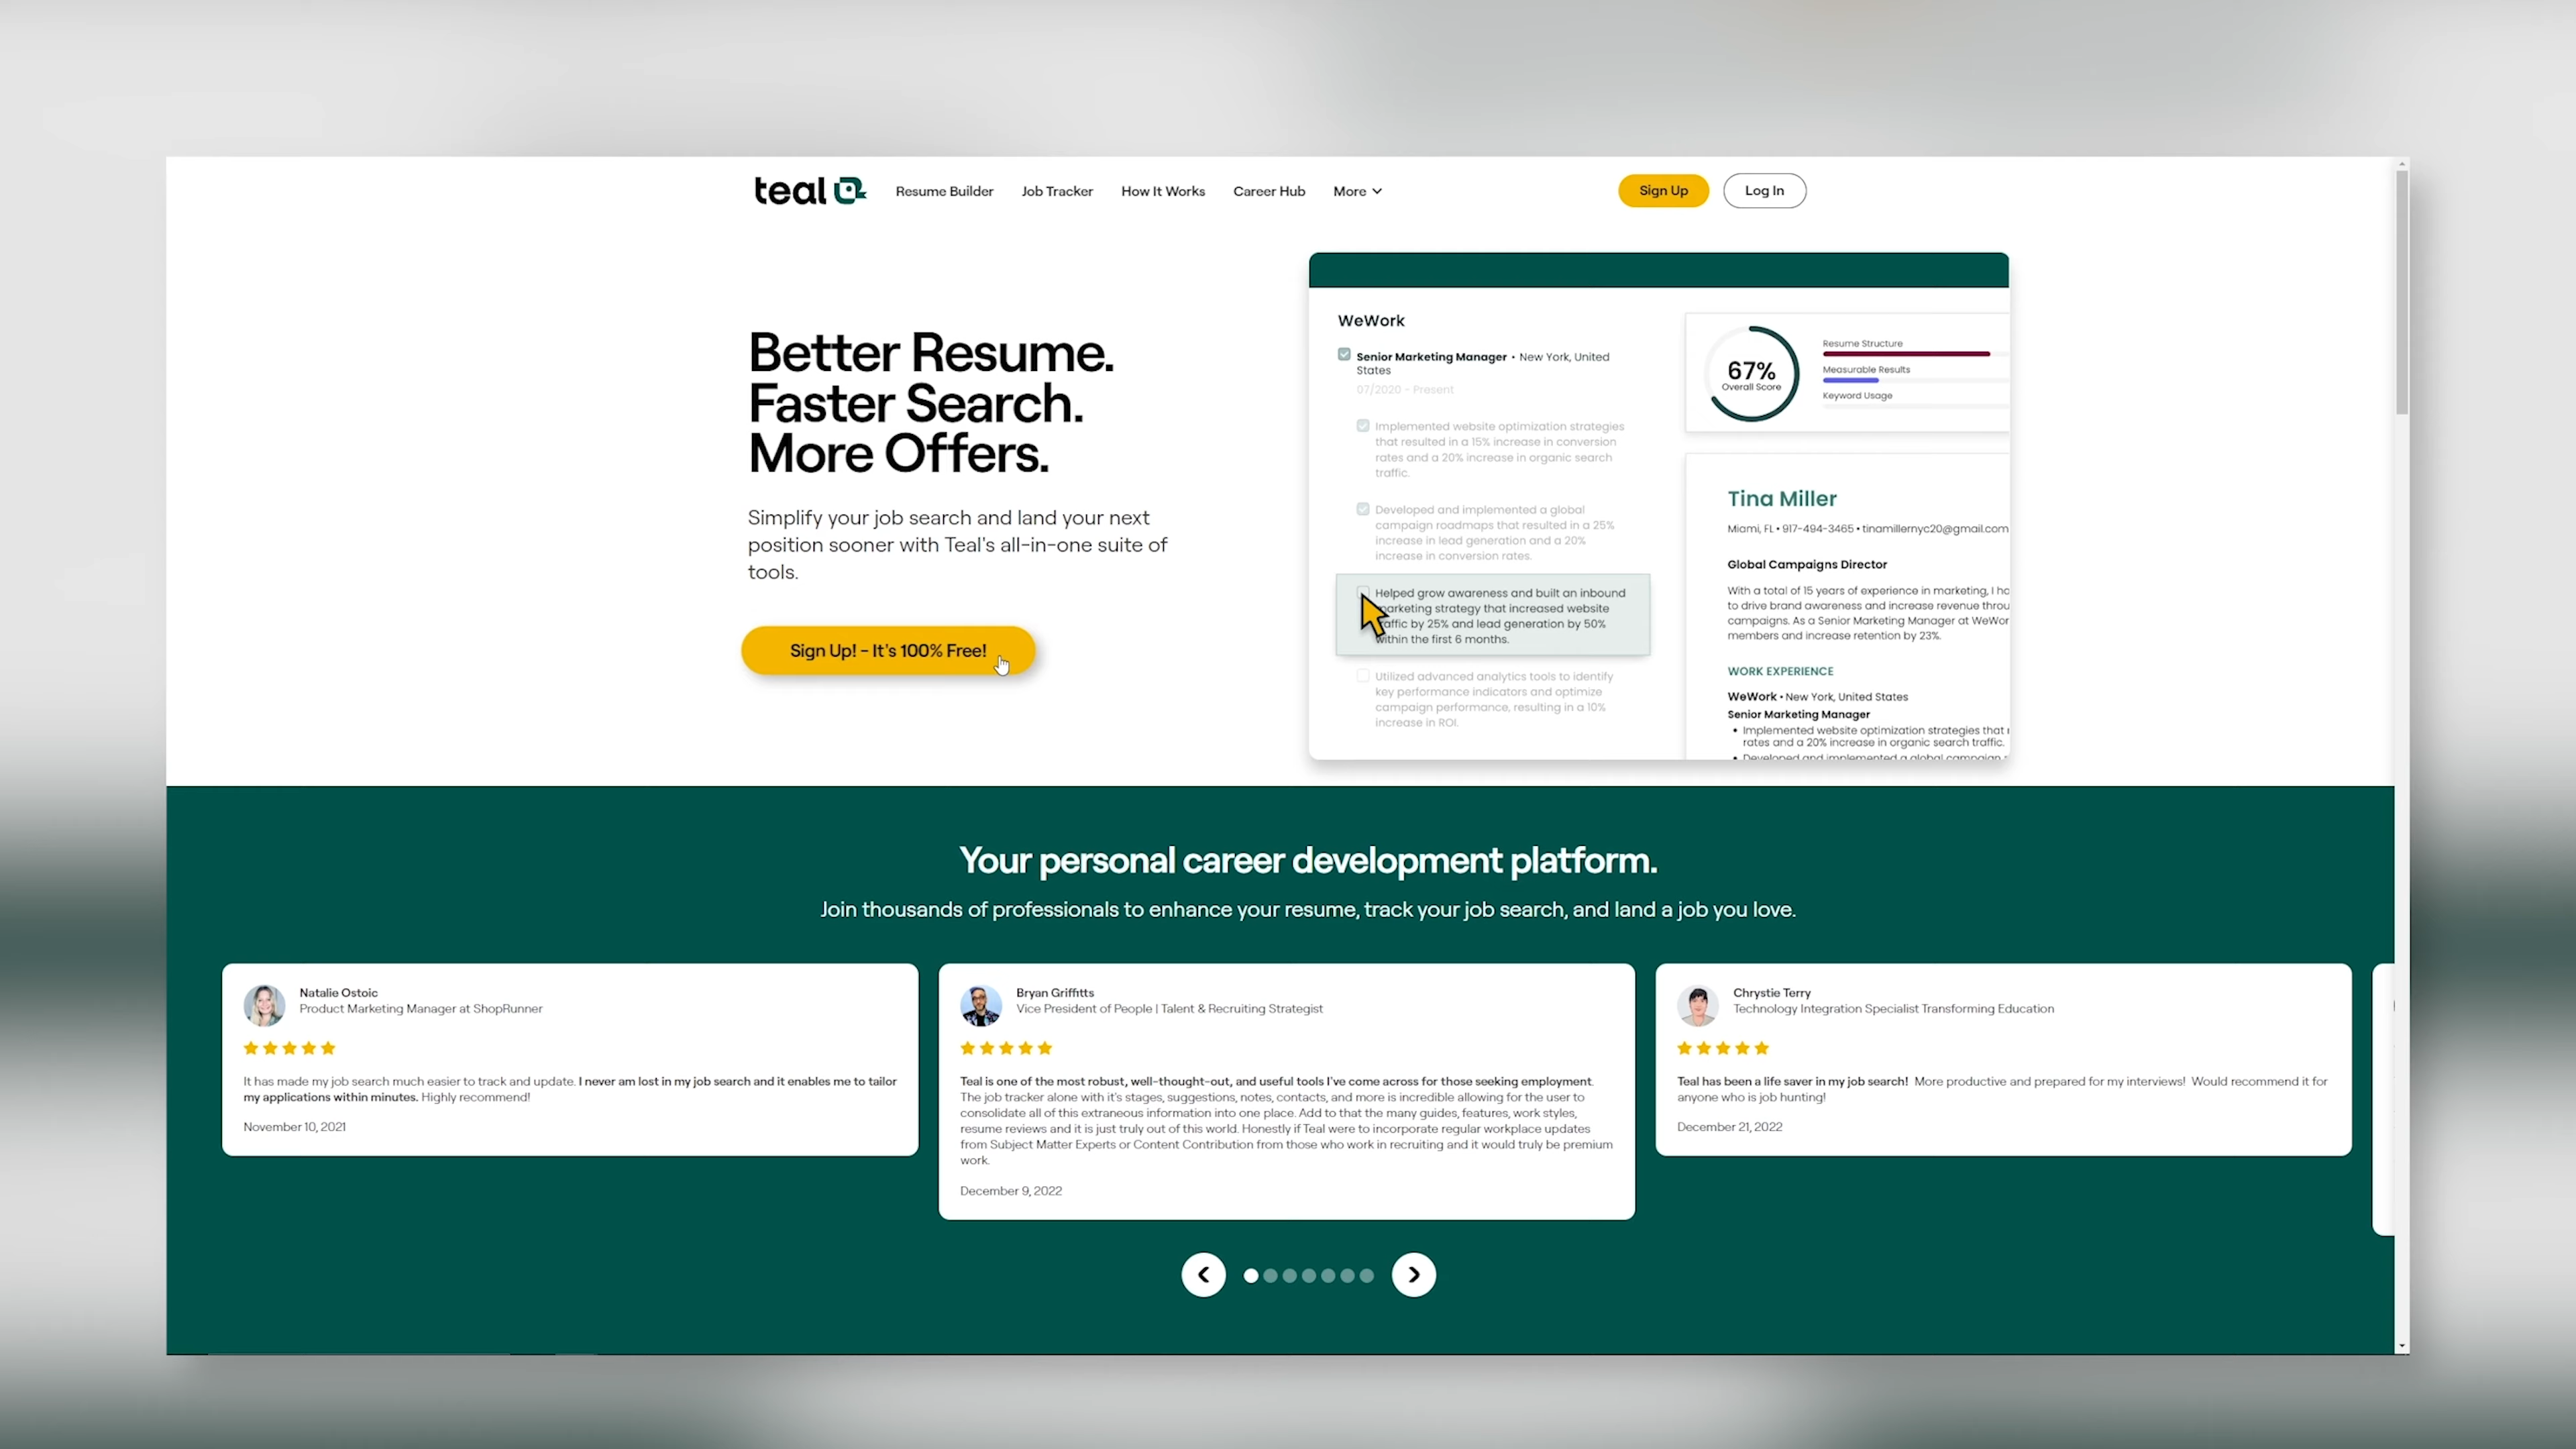 teal
Resume Builder
Job Tracker
How It Works
Career Hub
More
Sign Up
Log In
Better Resume.
Faster Search.
More Offers.
Simplify your job search and land your next
position sooner with Teal's all-in-one suite of
tools.
Sign Up! - It's 100% Free!
WeWork
Senior Marketing Manager • New York, United
States
07/2020 - Present
Implemented website optimization strategies
that resulted in a 15% increase in conversion
rates and a 20% increase in organic search
traffic.
Developed and implemented a global
campaign roadmaps that resulted in a 25%
increase in lead generation and a 20%
increase in conversion rates.
Helped grow awareness and built an inbound
marketing strategy that increased website
traffic by 25% and lead generation by 50%
within the first 6 months.
Utilized advanced analytics tools to identify
key performance indicators and optimize
campaign performance, resulting in a 10%
increase in ROI.
67%
Overall Score
Resume Structure
Measurable Results
Keyword Usage
Tina Miller
Miami, FL • 917-494-3465 • tinamillernyc20@gmail.com
Global Campaigns Director
With a total of 15 years of experience in marketing, I
to drive brand awareness and increase revenue
campaigns. As a Senior Marketing Manager at
members and increase retention by 23%.
WORK EXPERIENCE
WeWork • New York, United States
Senior Marketing Manager
• Implemented website optimization strategies that
rates and a 20% increase in organic search traffic.
• Developed and implemented a global campaign
Your personal career development platform.
Join thousands of professionals to enhance your resume, track your job search, and land a job you love.
Natalie Ostoic
Product Marketing Manager at ShopRunner
It has made my job search much easier to track and update. I never am lost in my job search and it enables me to tailor
my applications within minutes. Highly recommend!
November 10, 2021
Bryan Griffitts
Vice President of People | Talent & Recruiting Strategist
Teal is one of the most robust, well-thought-out, and useful tools I've come across for those seeking employment.
The job tracker alone with it's stages, suggestions, notes, contacts, and more is incredible allowing for the user to
consolidate all of this extraneous information into one place. Add to that the many guides, features, work styles,
resume reviews and it is just truly out of this world. Honestly if Teal were to incorporate regular workplace updates
from Subject Matter Experts or Content Contribution from those who work in recruiting and it would truly be premium
work.
December 9, 2022
Chrystie Terry
Technology Integration Specialist Transforming Education
Teal has been a life saver in my job search! More productive and prepared for my interviews! Would recommend it for
anyone who is job hunting!
December 21, 2022